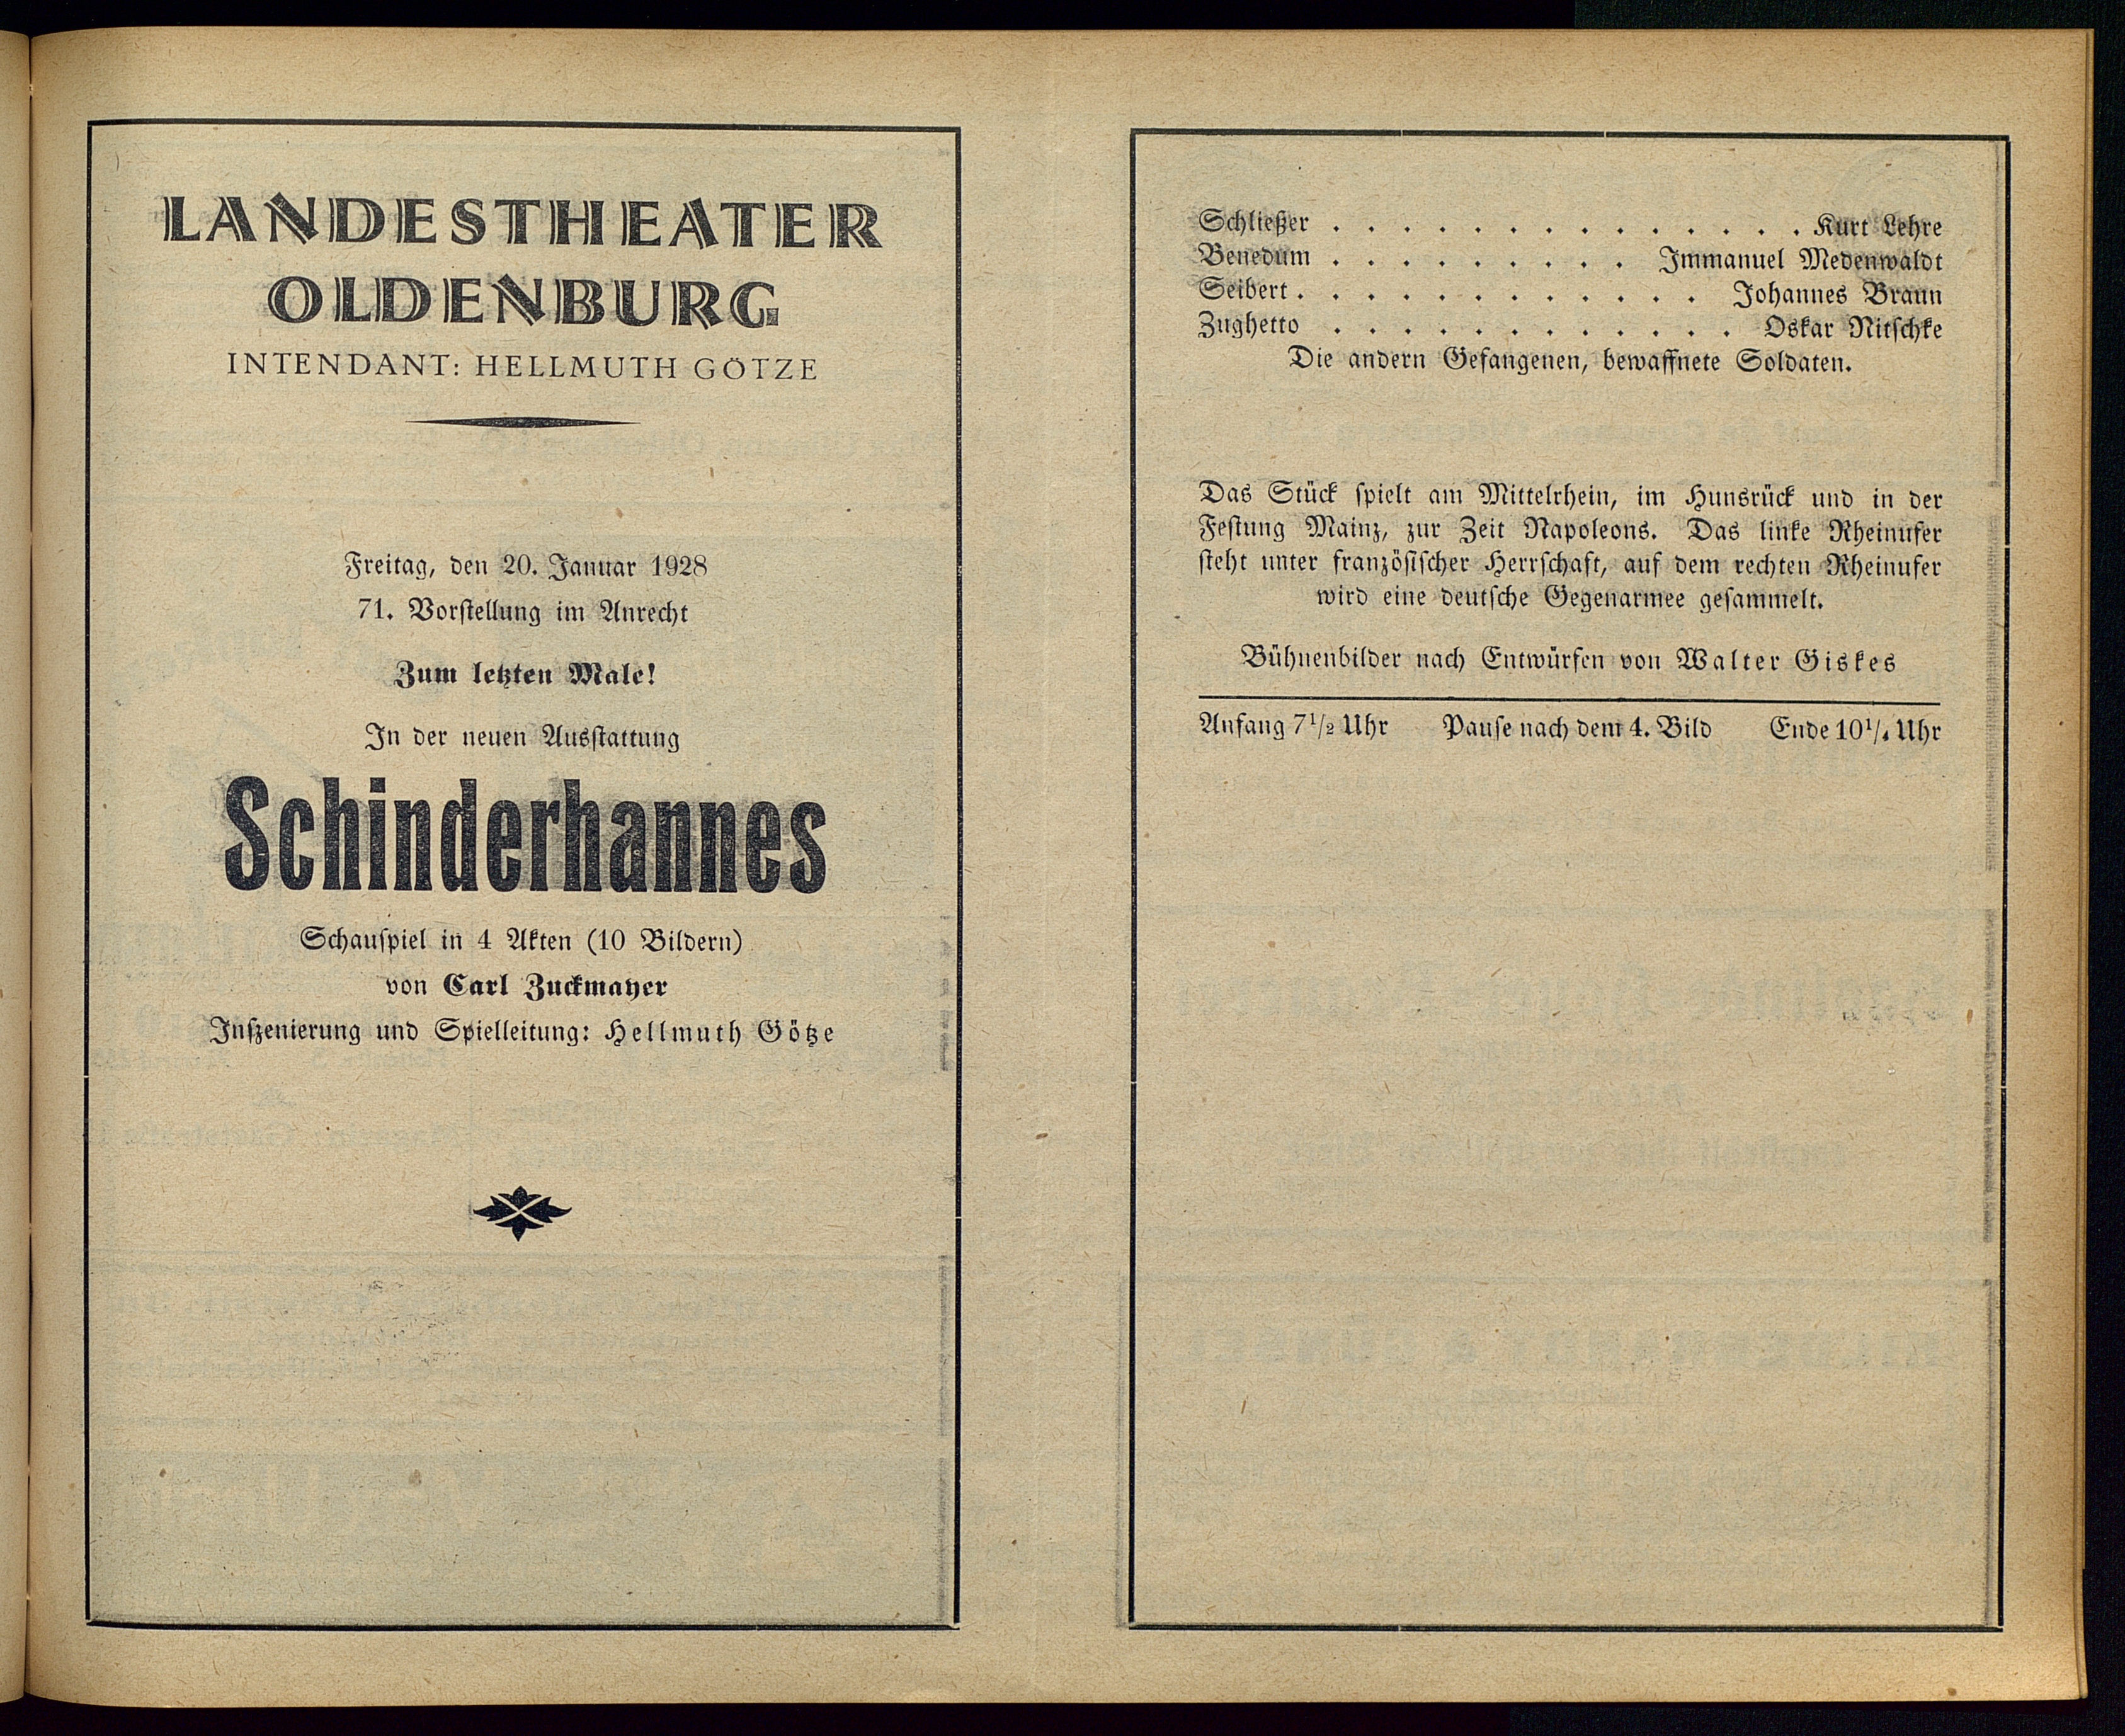 LANDESTHEATER
OLDENBURG
INTENDANT: HELLMUTH GÖTZE
Freitag, den 20. Januar 1928
71. Vorstellung im Anrecht
Zum letzten Male!
In der neuen Ausstattung
Schinderhannes
Schauspiel in 4 Akten (10 Bildern)
von Carl Zuckmayer
Inszenierung und Spielleitung: Hellmuth Götze
Schließer . . . . . . . . . . . . . . Kurt Lehre
Benedum . . . . . . . . . Immanuel Medenwaldt
Seibert . . . . . . . . . . . . Johannes Braun
Zughetto . . . . . . . . . . . . Oskar Nitschke
Die andern Gefangenen, bewaffnete Soldaten.
Das Stück spielt am Mittelrhein, im Hunsrück und in der
Festung Mainz, zur Zeit Napoleons. Das linke Rheinufer
steht unter französischer Herrschaft, auf dem rechten Rheinufer
wird eine deutsche Gegenarmee gesammelt.
Bühnenbilder nach Entwürfen von Walter Giskes
Anfang 7½ Uhr Pause nach dem 4. Bild Ende 10¼ Uhr